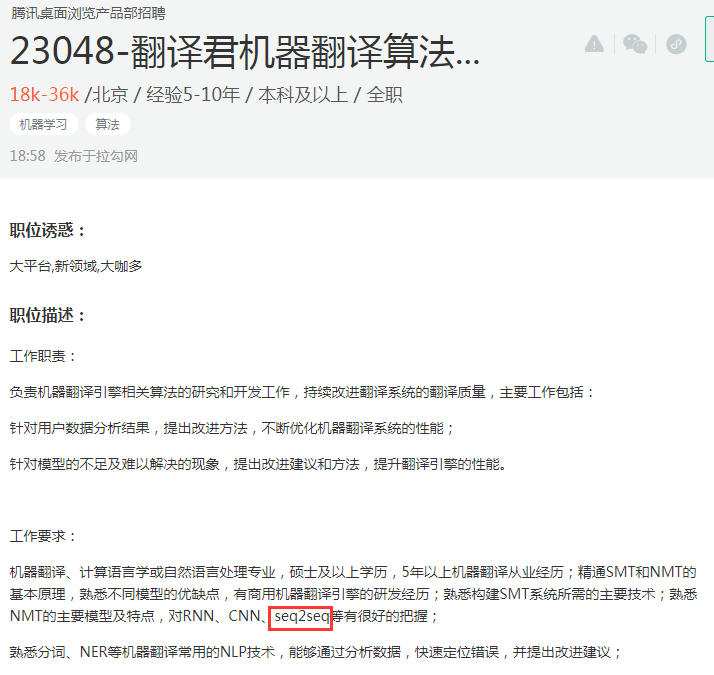 腾讯桌面浏览产品部招聘
23048-翻译君机器翻译算法...
18k-36k /北京 / 经验5-10年 / 本科及以上 / 全职
机器学习 算法
18:58 发布于拉勾网
职位诱惑：
大平台,新领域,大咖多
职位描述：
工作职责：
负责机器翻译引擎相关算法的研究和开发工作，持续改进翻译系统的翻译质量，主要工作包括：
针对用户数据分析结果，提出改进方法，不断优化机器翻译系统的性能；
针对模型的不足及难以解决的现象，提出改进建议和方法，提升翻译引擎的性能。
工作要求：
机器翻译、计算语言学或自然语言处理专业，硕士及以上学历，5年以上机器翻译从业经历；精通SMT和NMT的
基本原理，熟悉不同模型的优缺点，有商用机器翻译引擎的研发经历；熟悉构建SMT系统所需的主要技术；熟悉
NMT的主要模型及特点，对RNN、CNN、seq2seq等有很好的把握；
熟悉分词、NER等机器翻译常用的NLP技术，能够通过分析数据，快速定位错误，并提出改进建议；